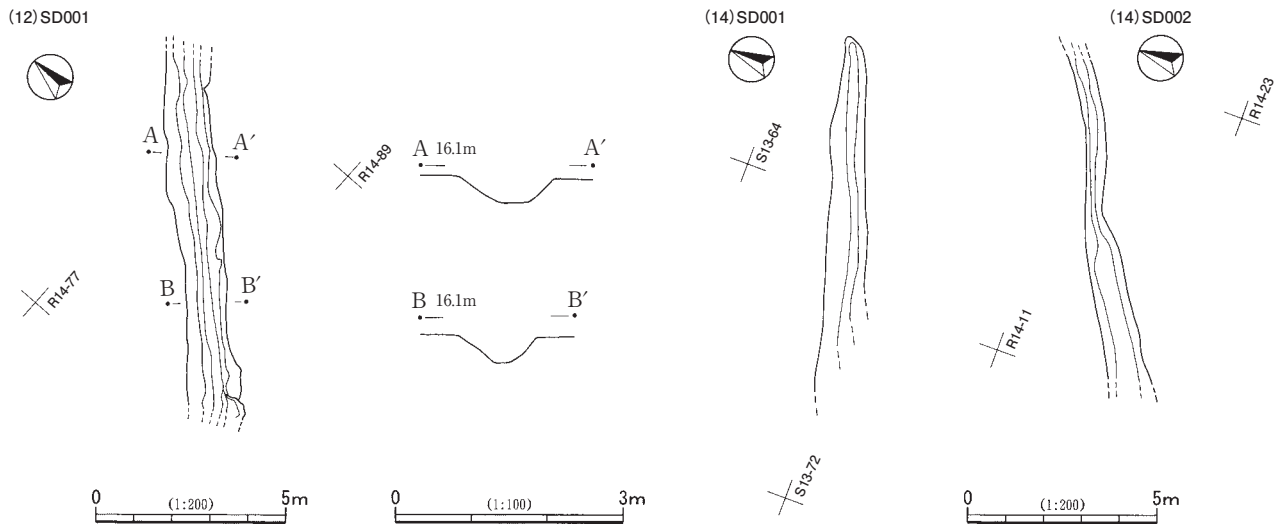 (12)SD001
(14)SD001
(14)SD002
A
A′
B
B′
R14-77
R14-89
A 16.1m A′
B 16.1m B′
S13-64
S13-72
R14-23
R14-11
0 (1:200) 5m
0 (1:100) 3m
0 (1:200) 5m